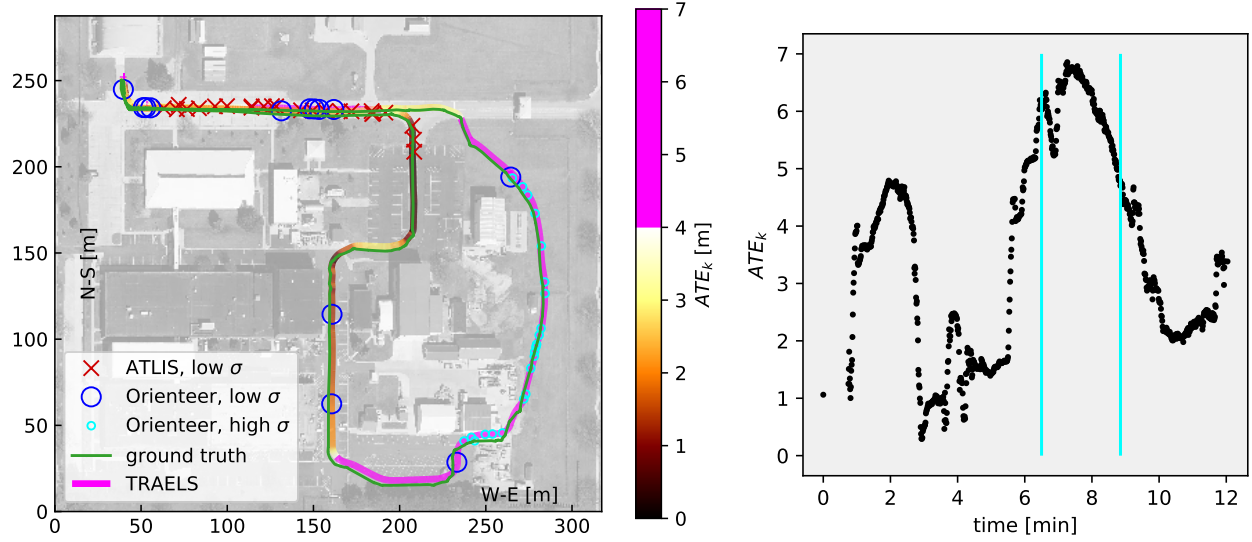 250
200
150
100
50
0
N-S [m]
ATLIS, low σ
Orienteer, low σ
Orienteer, high σ
ground truth
TRAELS
W-E [m]
0 50 100 150 200 250 300
7
6
5
4
3
2
1
0
ATEk [m]
7
6
5
4
3
2
1
0
ATEk
0 2 4 6 8 10 12
time [min]